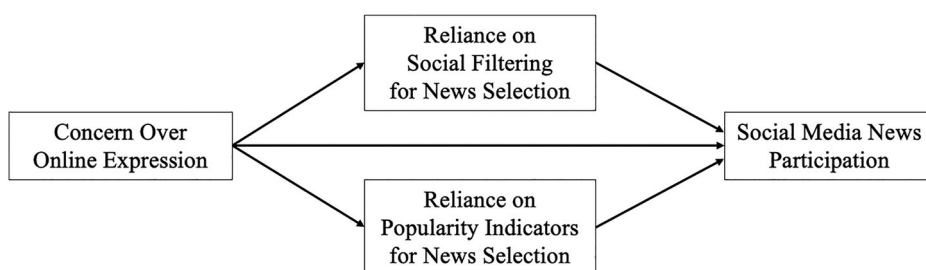 Reliance on
Social Filtering
for News Selection
Concern Over
Online Expression
Social Media News
Participation
Reliance on
Popularity Indicators
for News Selection